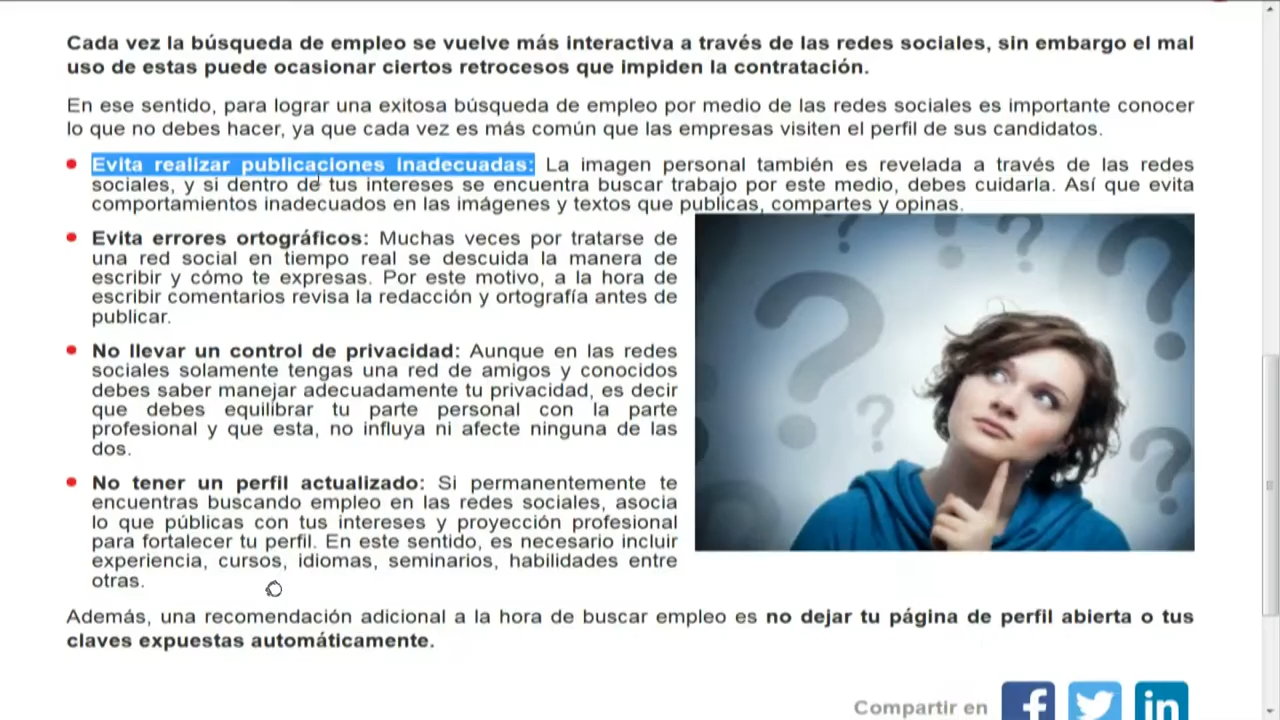 Cada vez la búsqueda de empleo se vuelve más interactiva a través de las redes sociales, sin embargo el mal
uso de estas puede ocasionar ciertos retrocesos que impiden la contratación.
En ese sentido, para lograr una exitosa búsqueda de empleo por medio de las redes sociales es importante conocer
lo que no debes hacer, ya que cada vez es más común que las empresas visiten el perfil de sus candidatos.
Evita realizar publicaciones inadecuadas: La imagen personal también es revelada a través de las redes
sociales, y si dentro de tus intereses se encuentra buscar trabajo por este medio, debes cuidarla. Así que evita
comportamientos inadecuados en las imágenes y textos que publicas, compartes y opinas.
Evita errores ortográficos: Muchas veces por tratarse de
una red social en tiempo real se descuida la manera de
escribir y cómo te expresas. Por este motivo, a la hora de
escribir comentarios revisa la redacción y ortografía antes de
publicar.
No llevar un control de privacidad: Aunque en las redes
sociales solamente tengas una red de amigos y conocidos
debes saber manejar adecuadamente tu privacidad, es decir
que debes equilibrar tu parte personal con la parte
profesional y que esta, no influya ni afecte ninguna de las
dos.
No tener un perfil actualizado: Si permanentemente te
encuentras buscando empleo en las redes sociales, asocia
lo que públicas con tus intereses y proyección profesional
para fortalecer tu perfil. En este sentido, es necesario incluir
experiencia, cursos, idiomas, seminarios, habilidades entre
otras.
Además, una recomendación adicional a la hora de buscar empleo es no dejar tu página de perfil abierta o tus
claves expuestas automáticamente.
Compartir en